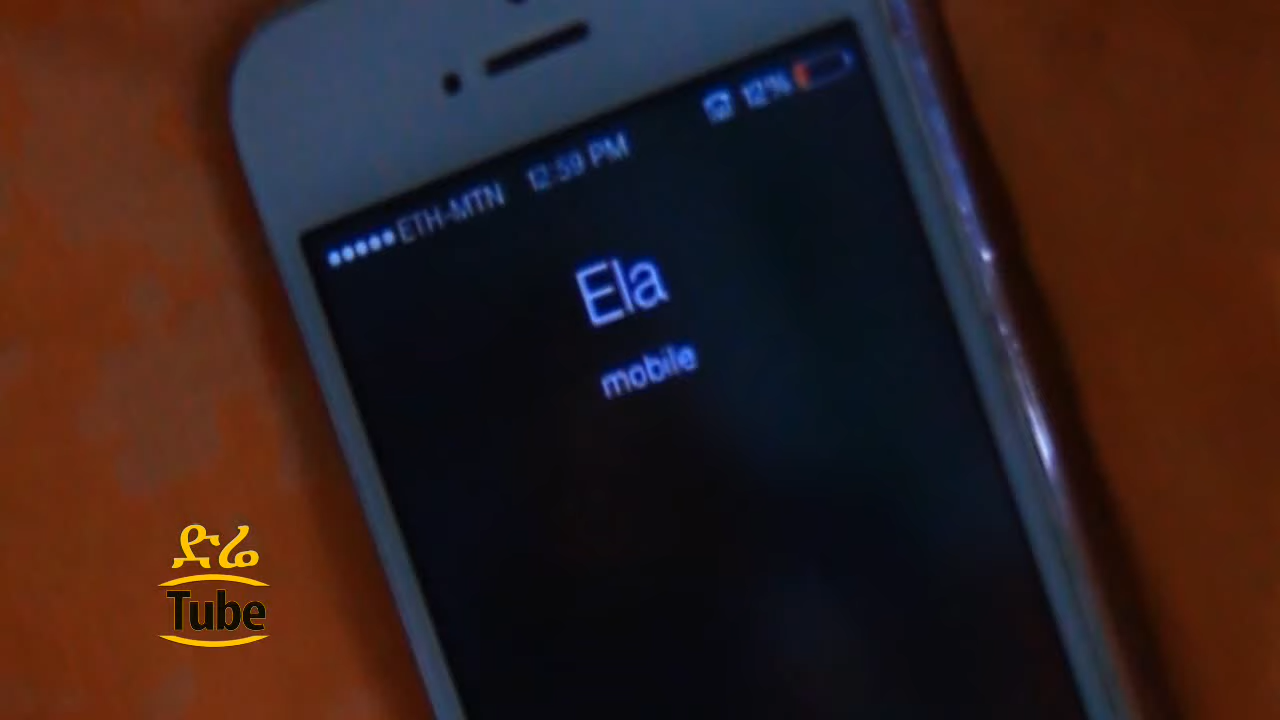 ●●●●● ETH-MTN 12:59 PM 12%
Ela
mobile
ድሬ
Tube